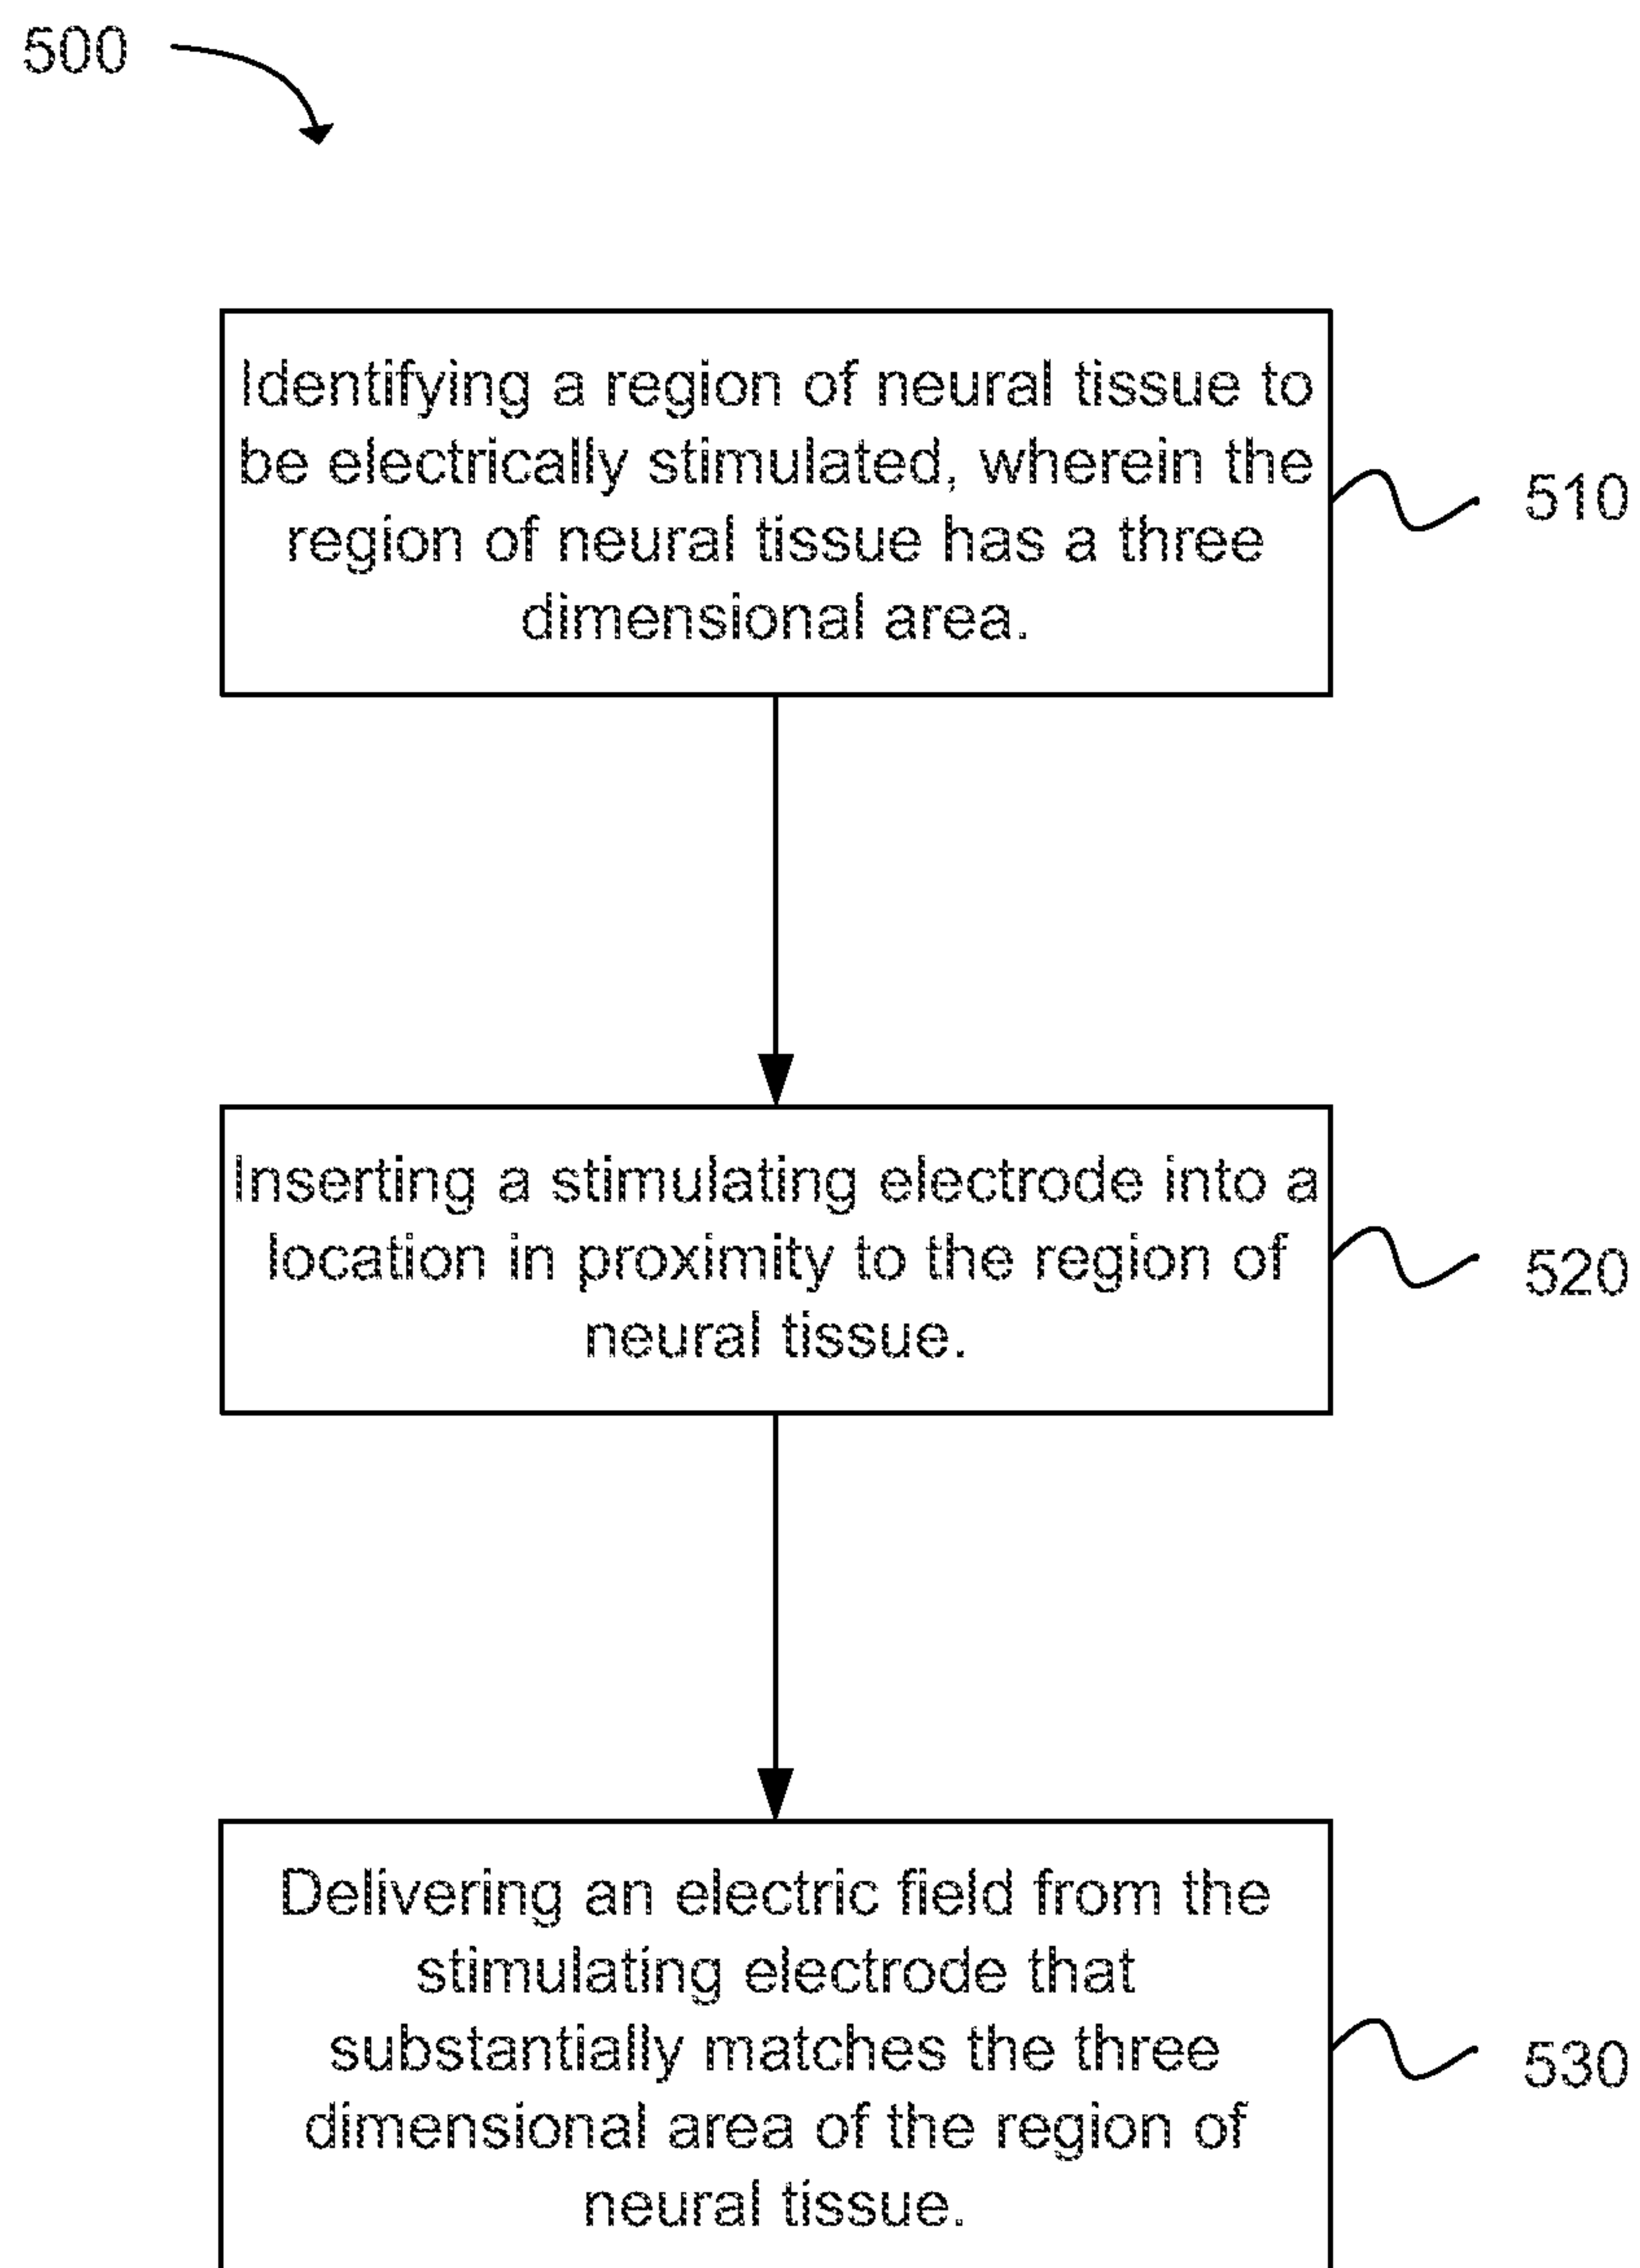 500
Identifying a region of neural tissue to
be electrically stimulated, wherein the
region of neural tissue has a three
dimensional area.
510
Inserting a stimulating electrode into a
location in proximity to the region of
neural tissue.
520
Delivering an electric field from the
stimulating electrode that
substantially matches the three
dimensional area of the region of
neural tissue.
530